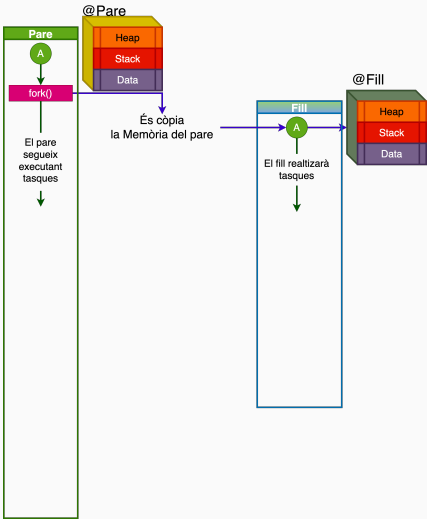 @Pare
Pare
Heap
A
Stack
Data
fork()
@Fill
És còpia
la Memòria del pare
Fill
Heap
A
Stack
Data
El pare
segueix
executant
tasques
El fill realtizarà
tasques